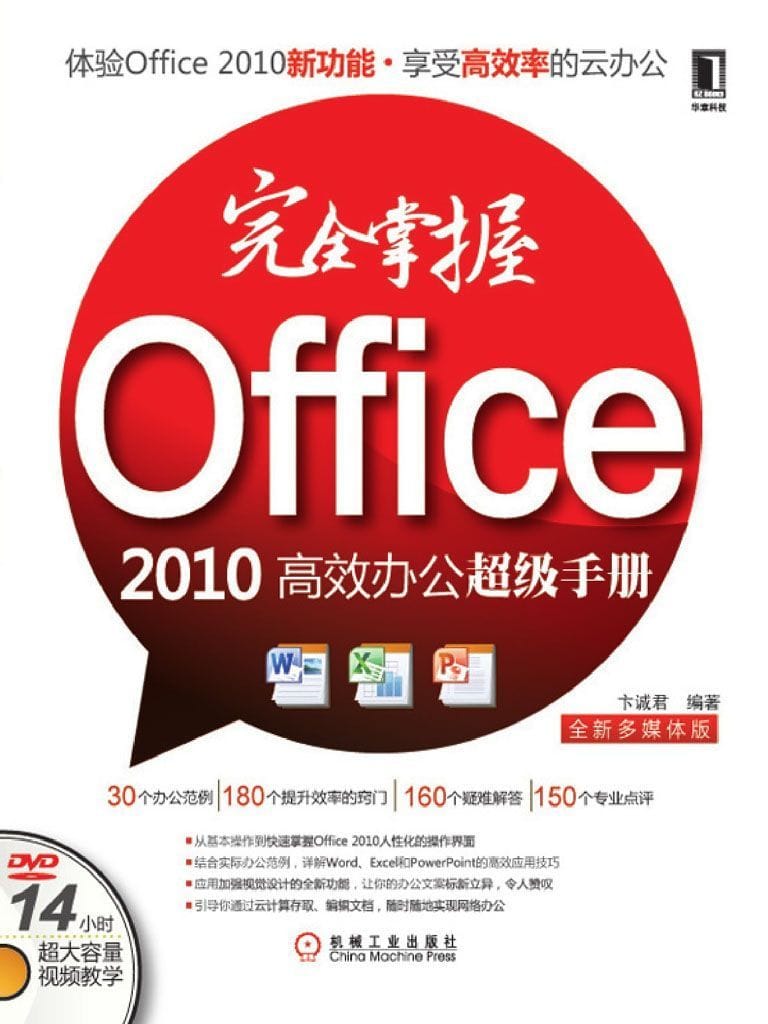 体验Office 2010新功能·享受高效率的云办公
HZ BOOKS
华章科技
完全掌握
Office
2010 高效办公超级手册
W X P
卞诚君 编著
全新多媒体版
30个办公范例|180个提升效率的窍门|160个疑难解答|150个专业点评
■从基本操作到快速掌握Office 2010人性化的操作界面
■结合实际办公范例，详解Word、Excel和PowerPoint的高效应用技巧
■应用加强视觉设计的全新功能，让你的办公文案标新立异，令人赞叹
■引导你通过云计算存取、编辑文档，随时随地实现网络办公
DVD
14小时
超大容量
视频教学
机械工业出版社
China Machine Press